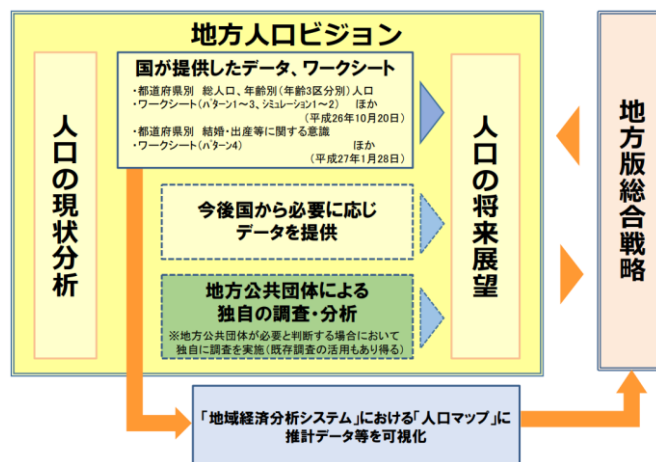 地方人口ビジョン
人口の現状分析
国が提供したデータ、ワークシート
・都道府県別 総人口、年齢別(年齢3区分別)人口
・ワークシート(パターン1~3、シミュレーション1~2) ほか
(平成26年10月20日)
・都道府県別 結婚・出産等に関する意識
・ワークシート(パターン4) ほか
(平成27年1月28日)
今後国から必要に応じ
データを提供
地方公共団体による
独自の調査・分析
※地方公共団体が必要と判断する場合において
独自に調査を実施(既存調査の活用もあり得る)
人口の将来展望
地方版総合戦略
「地域経済分析システム」における「人口マップ」に
推計データ等を可視化